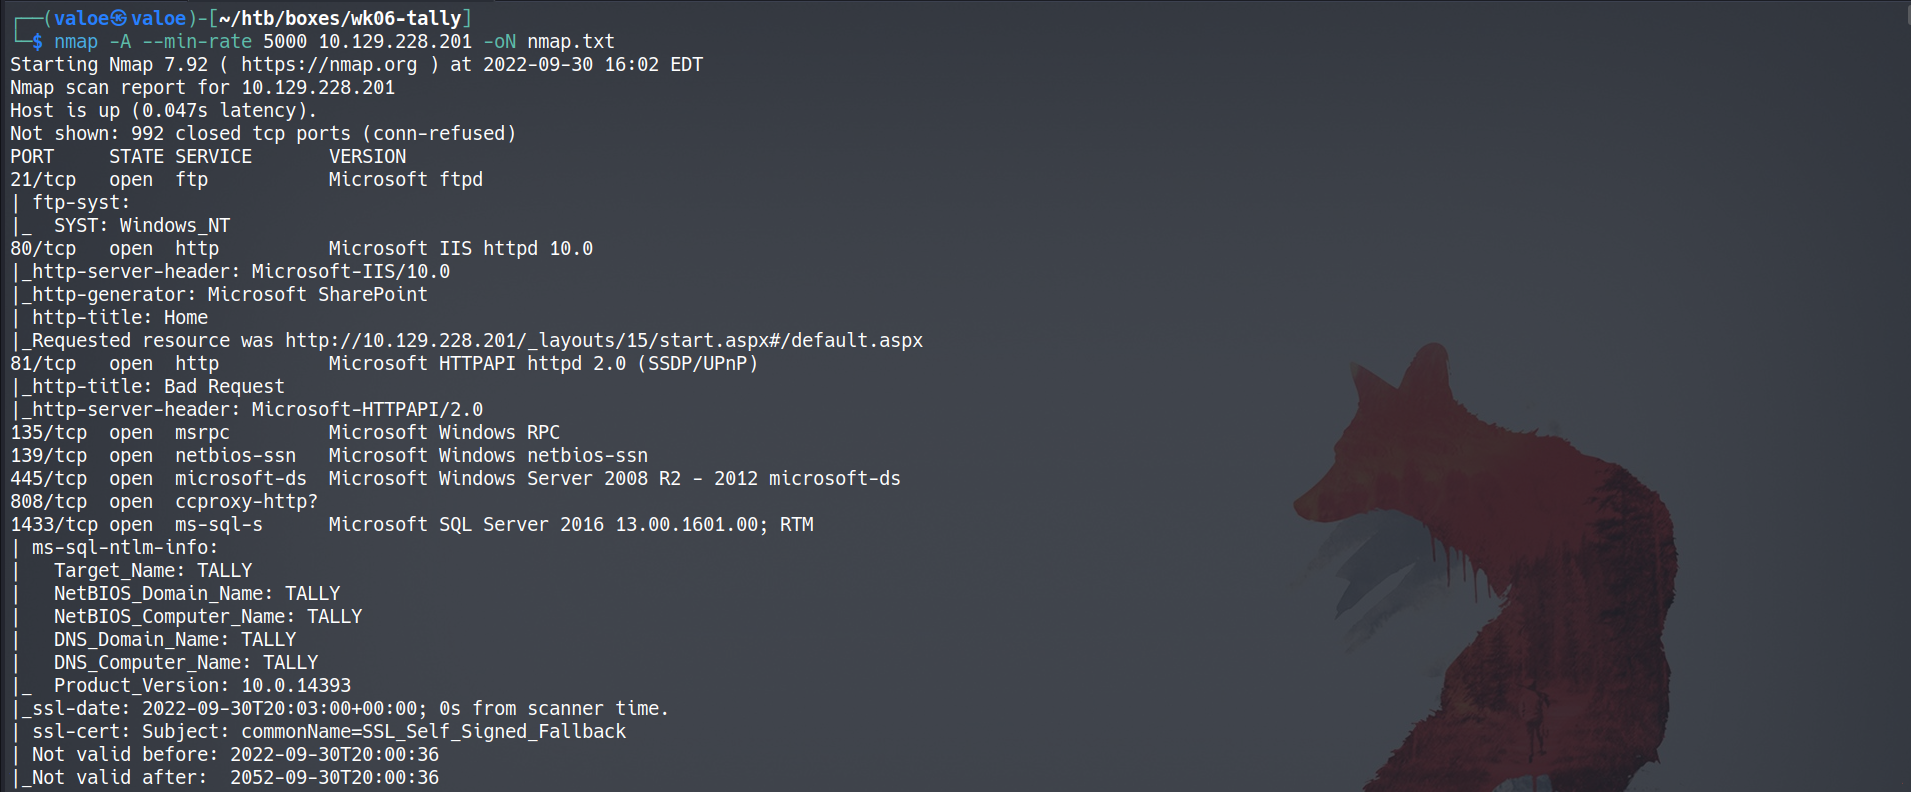 ┌──(valoe㉿valoe)-[~/htb/boxes/wk06-tally]
└─$ nmap -A --min-rate 5000 10.129.228.201 -oN nmap.txt
Starting Nmap 7.92 ( https://nmap.org ) at 2022-09-30 16:02 EDT
Nmap scan report for 10.129.228.201
Host is up (0.047s latency).
Not shown: 992 closed tcp ports (conn-refused)
PORT     STATE SERVICE       VERSION
21/tcp   open  ftp           Microsoft ftpd
| ftp-syst:
|_  SYST: Windows_NT
80/tcp   open  http          Microsoft IIS httpd 10.0
|_http-server-header: Microsoft-IIS/10.0
|_http-generator: Microsoft SharePoint
| http-title: Home
|_Requested resource was http://10.129.228.201/_layouts/15/start.aspx#/default.aspx
81/tcp   open  http          Microsoft HTTPAPI httpd 2.0 (SSDP/UPnP)
|_http-title: Bad Request
|_http-server-header: Microsoft-HTTPAPI/2.0
135/tcp  open  msrpc         Microsoft Windows RPC
139/tcp  open  netbios-ssn   Microsoft Windows netbios-ssn
445/tcp  open  microsoft-ds  Microsoft Windows Server 2008 R2 - 2012 microsoft-ds
808/tcp  open  ccproxy-http?
1433/tcp open  ms-sql-s      Microsoft SQL Server 2016 13.00.1601.00; RTM
| ms-sql-ntlm-info:
|   Target_Name: TALLY
|   NetBIOS_Domain_Name: TALLY
|   NetBIOS_Computer_Name: TALLY
|   DNS_Domain_Name: TALLY
|   DNS_Computer_Name: TALLY
|_  Product_Version: 10.0.14393
|_ssl-date: 2022-09-30T20:03:00+00:00; 0s from scanner time.
| ssl-cert: Subject: commonName=SSL_Self_Signed_Fallback
| Not valid before: 2022-09-30T20:00:36
|_Not valid after:  2052-09-30T20:00:36